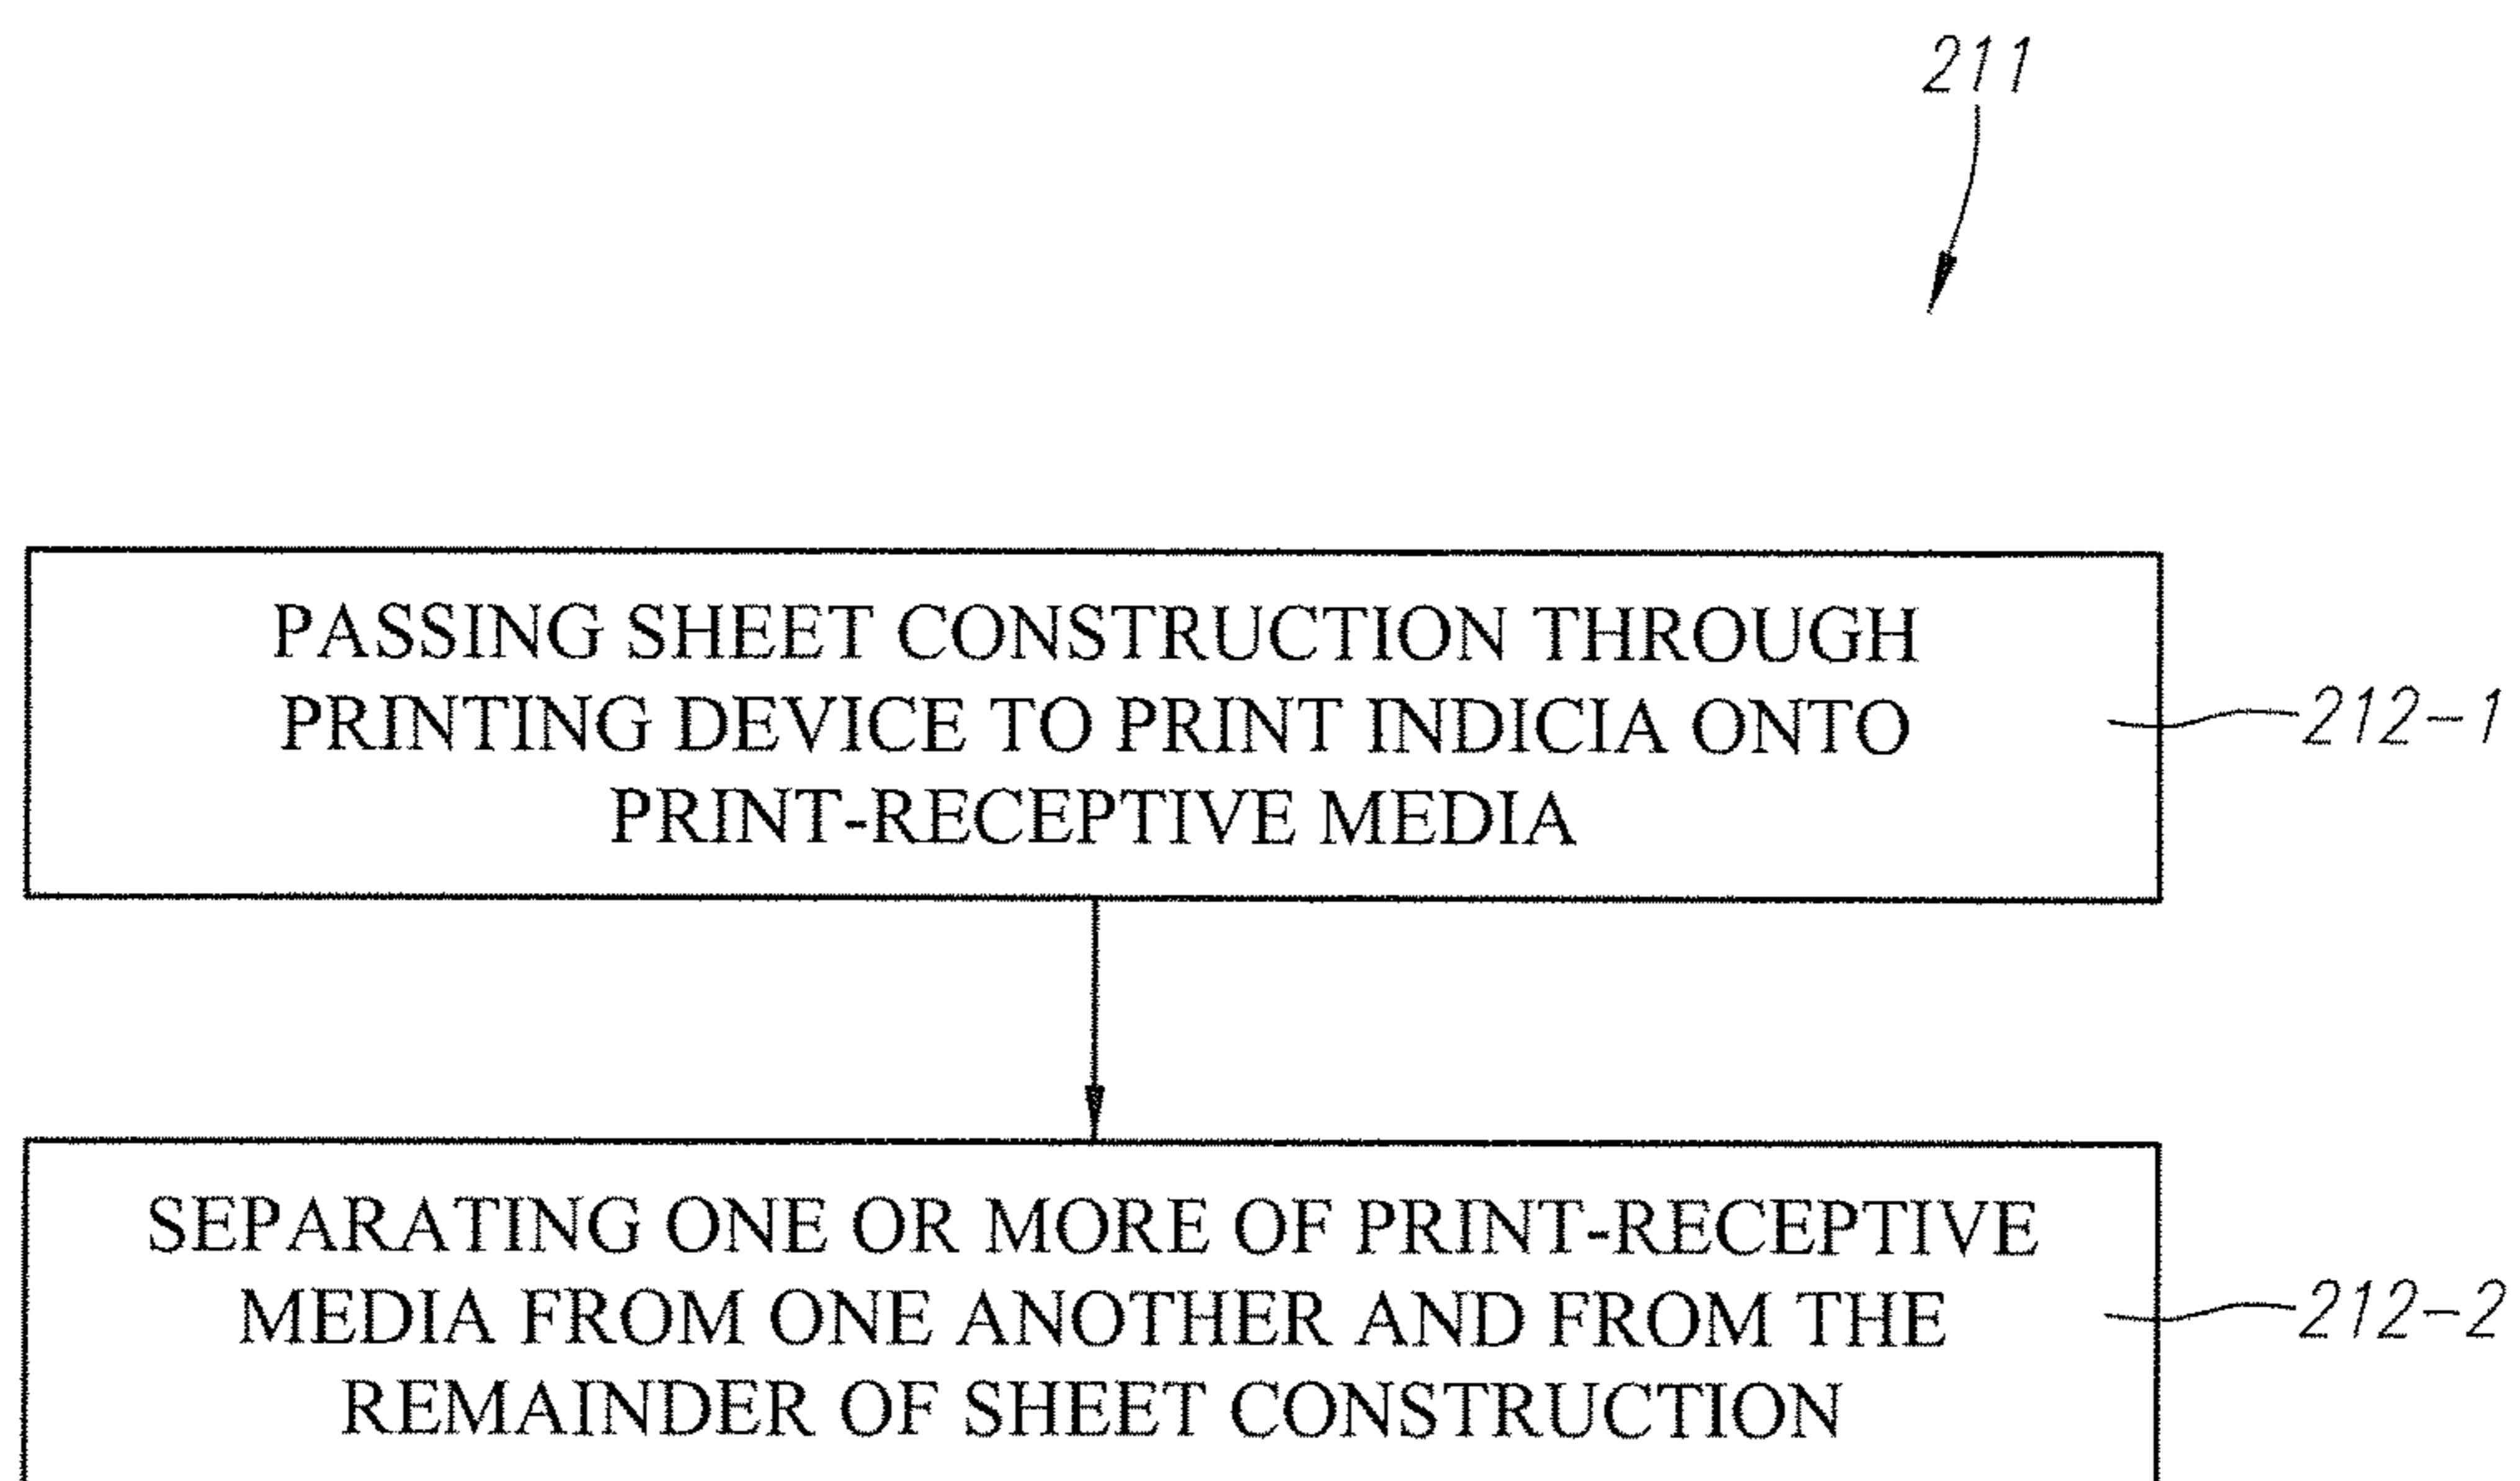 211
PASSING SHEET CONSTRUCTION THROUGH
PRINTING DEVICE TO PRINT INDICIA ONTO
PRINT-RECEPTIVE MEDIA
212-1
SEPARATING ONE OR MORE OF PRINT-RECEPTIVE
MEDIA FROM ONE ANOTHER AND FROM THE
REMAINDER OF SHEET CONSTRUCTION
212-2